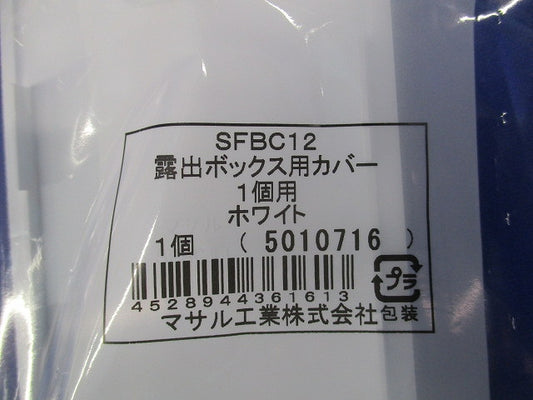 SFBC12
露出ボックス用カバー
1個用
ホワイト
1個 ( 5010716 )
4528944361613
プラ
マサル工業株式会社 包装